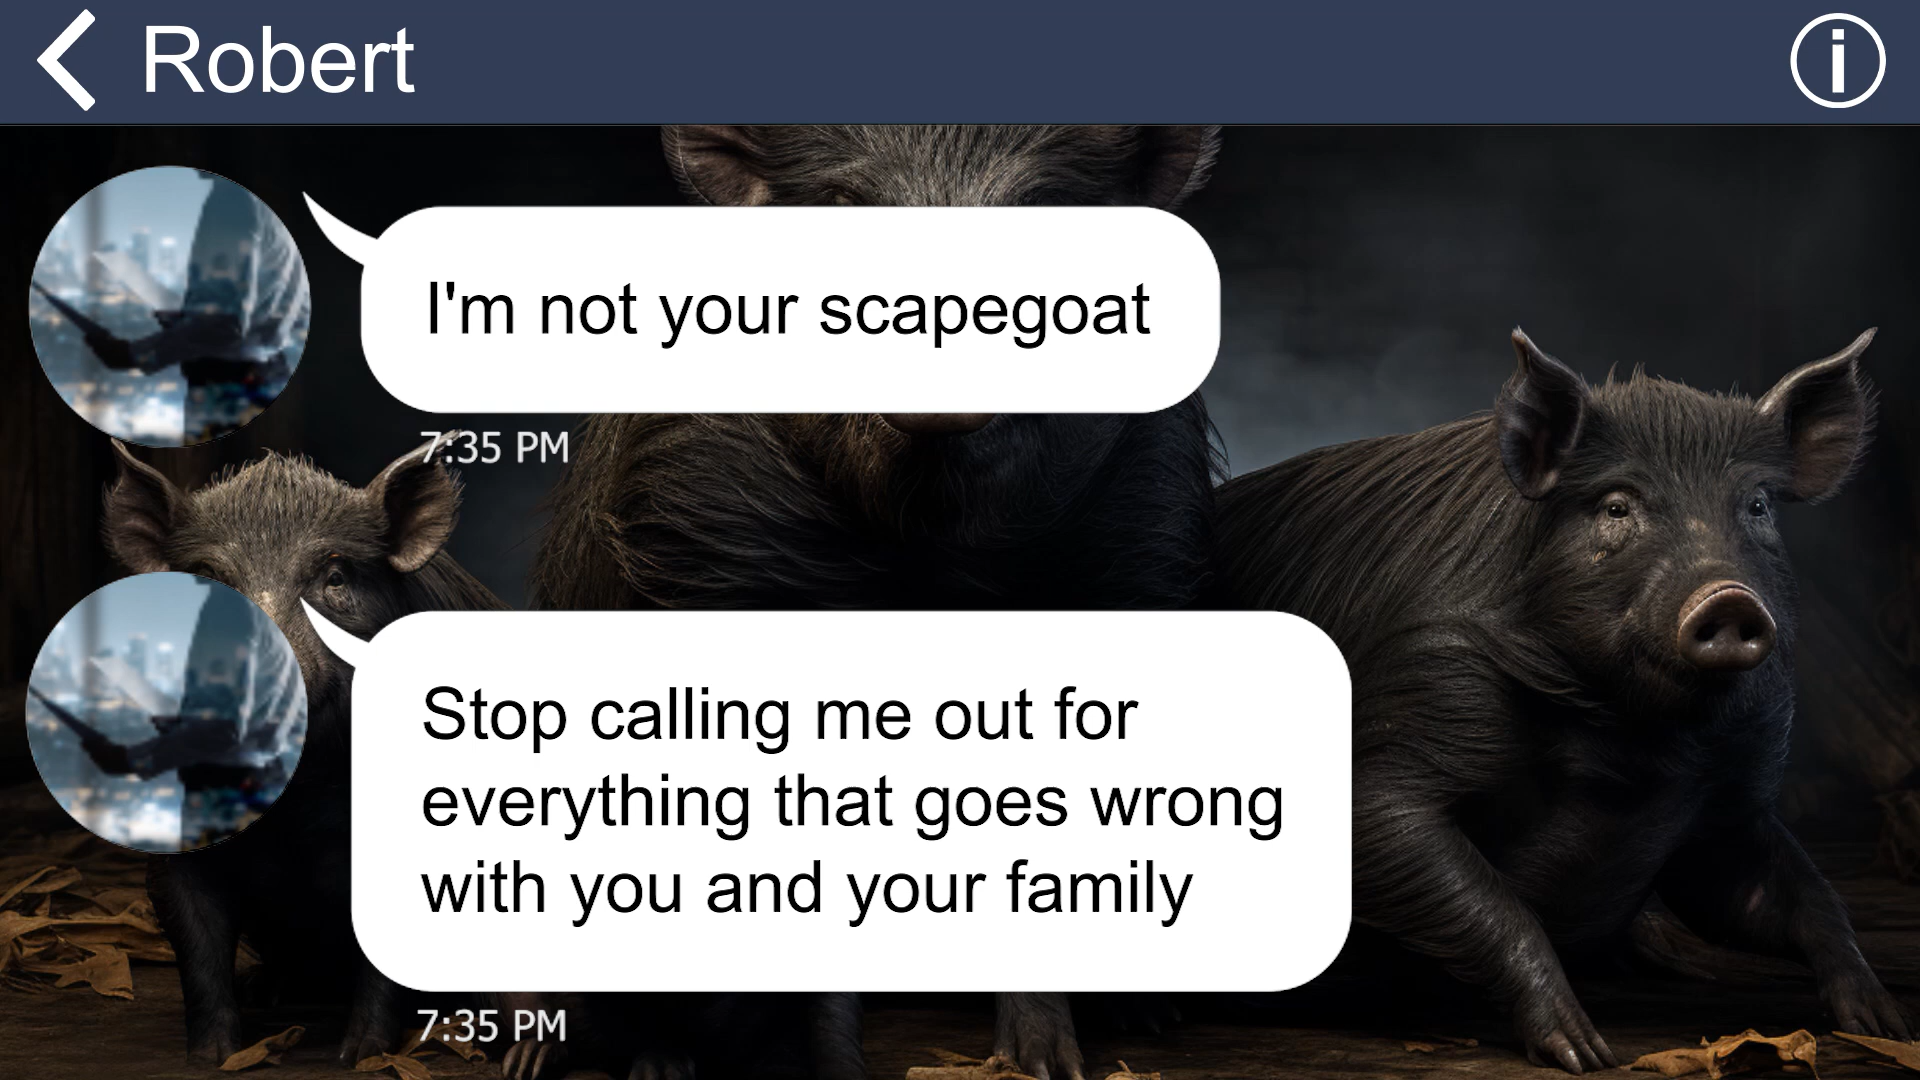 Robert
I'm not your scapegoat
7:35 PM
Stop calling me out for
everything that goes wrong
with you and your family
7:35 PM